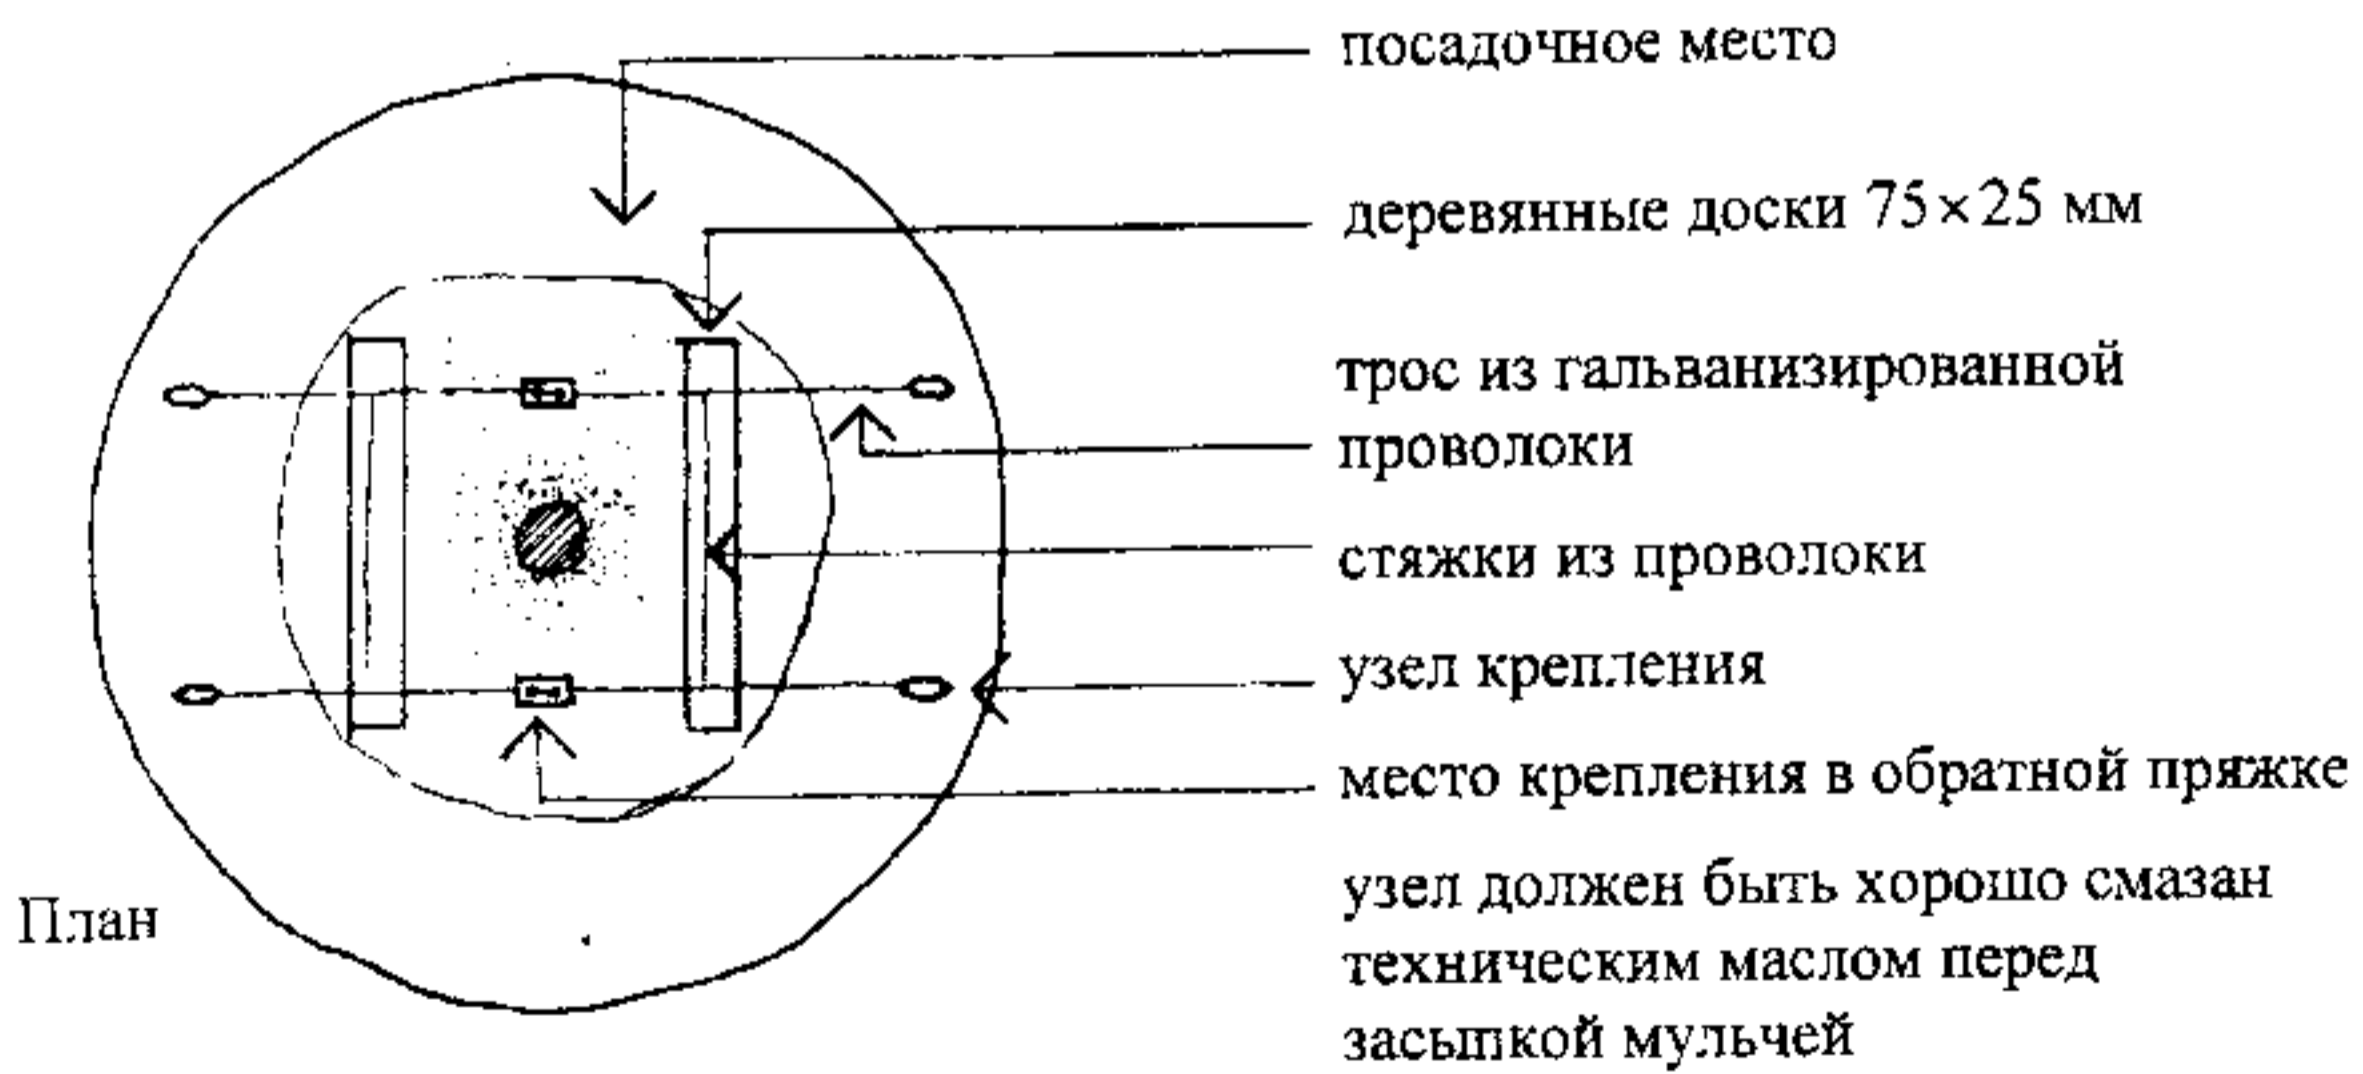 посадочное место
деревянные доски 75×25 мм
трос из гальванизированной
проволоки
стяжки из проволоки
узел крепления
место крепления в обратной пряжке
узел должен быть хорошо смазан
техническим маслом перед
засыпкой мульчей
План